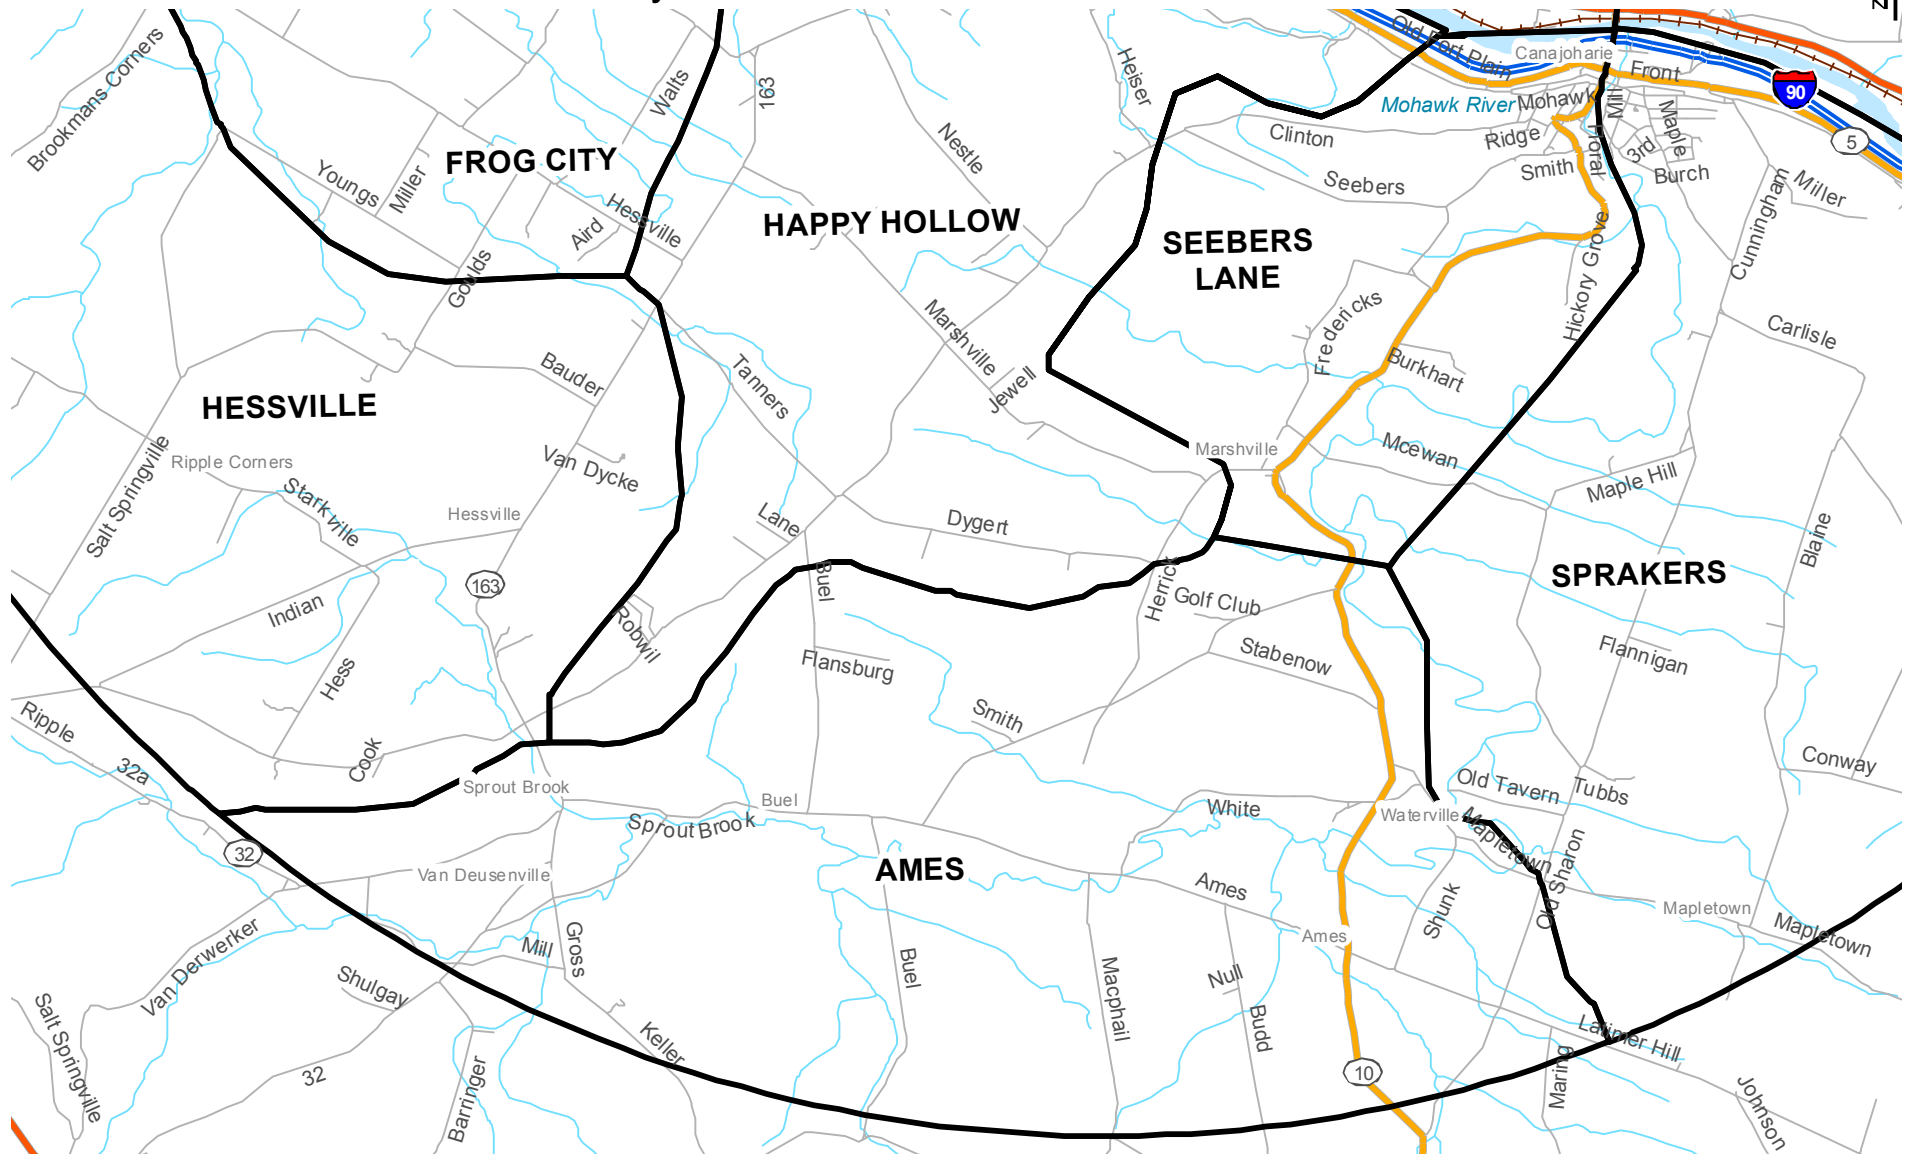 Brookmans Corners
Walts
163
Heiser
Old Fort Plain
Canajoharie
Front
90
5
Mohawk River
Mohawk
Mill
Maple
Nestle
Clinton
Ridge
Floral
3rd
FROG CITY
Youngs
Miller
Seebers
Smith
Burch
Miller
Cunningham
Hessville
Aird
HAPPY HOLLOW
SEEBERS
LANE
Hickory Grove
Goulds
Marshville
Fredericks
Carlisle
Bauder
Tanners
Jewell
Burkhart
HESSVILLE
Salt Springville
Ripple Corners
Van Dycke
Marshville
Mcewan
Maple Hill
Starkville
Hessville
Lane
Dygert
Blaine
163
Buel
Herrick
Golf Club
SPRAKERS
Indian
Robwil
Flansburg
Stabenow
Flannigan
Hess
Ripple
Smith
32a
Cook
Sprout Brook
Buel
Sprout Brook
White
Waterville
Old Tavern
Tubbs
Conway
Mapletown
32
Van Deusenville
AMES
Ames
Shunk
Old Sharon
Mapletown
Mapletown
Van Derwerker
Mill
Gross
Buel
Ames
Shulgay
Macphail
Null
Budd
Salt Springville
Keller
Latimer Hill
32
Barringer
10
Maring
Johnson